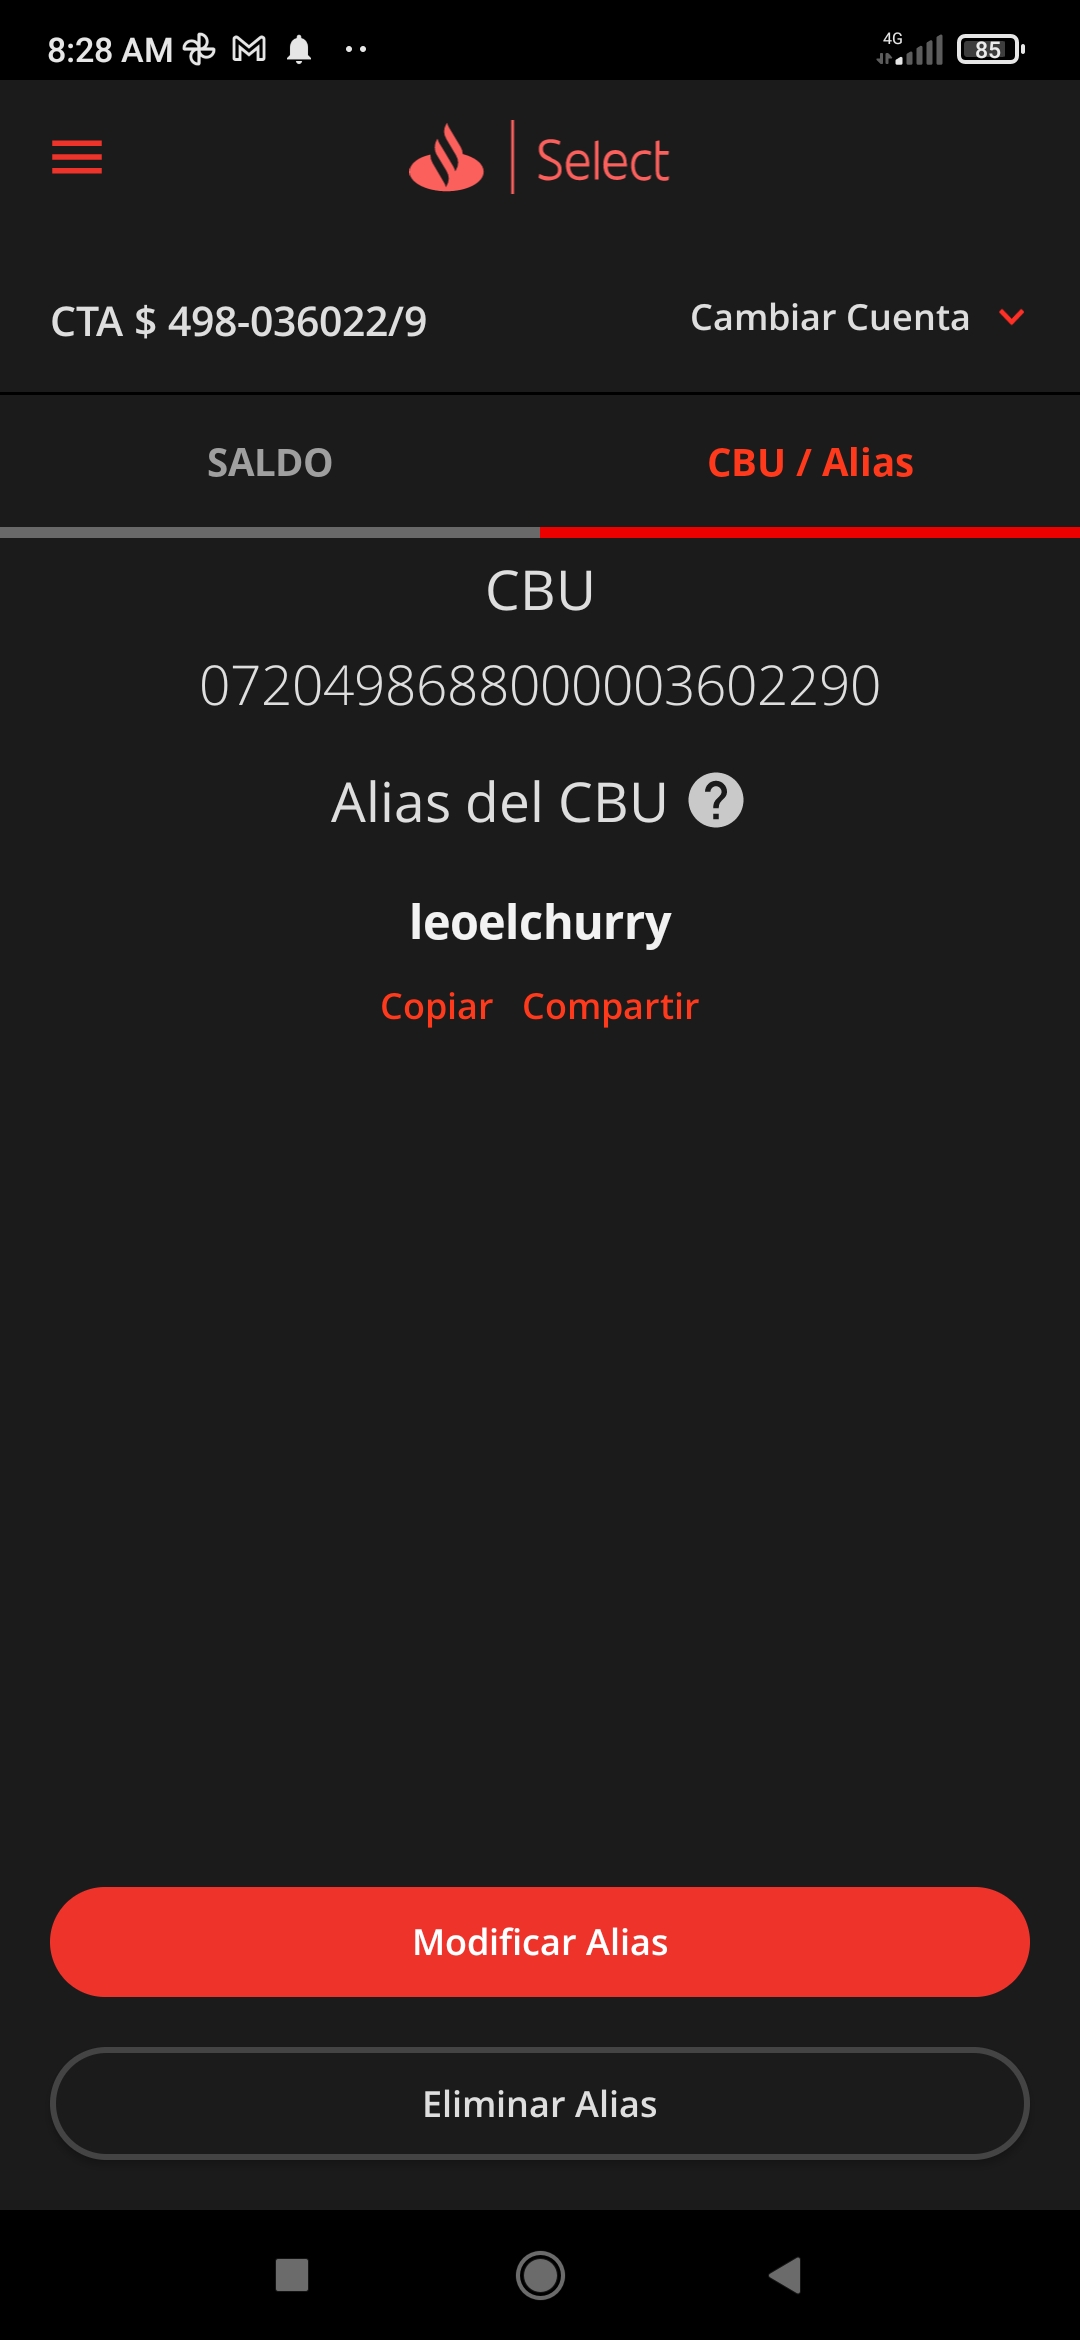 8:28 AM
4G
85
Select
CTA $ 498-036022/9
Cambiar Cuenta
SALDO
CBU / Alias
CBU
0720498688000003602290
Alias del CBU ?
leoelchurry
Copiar Compartir
Modificar Alias
Eliminar Alias